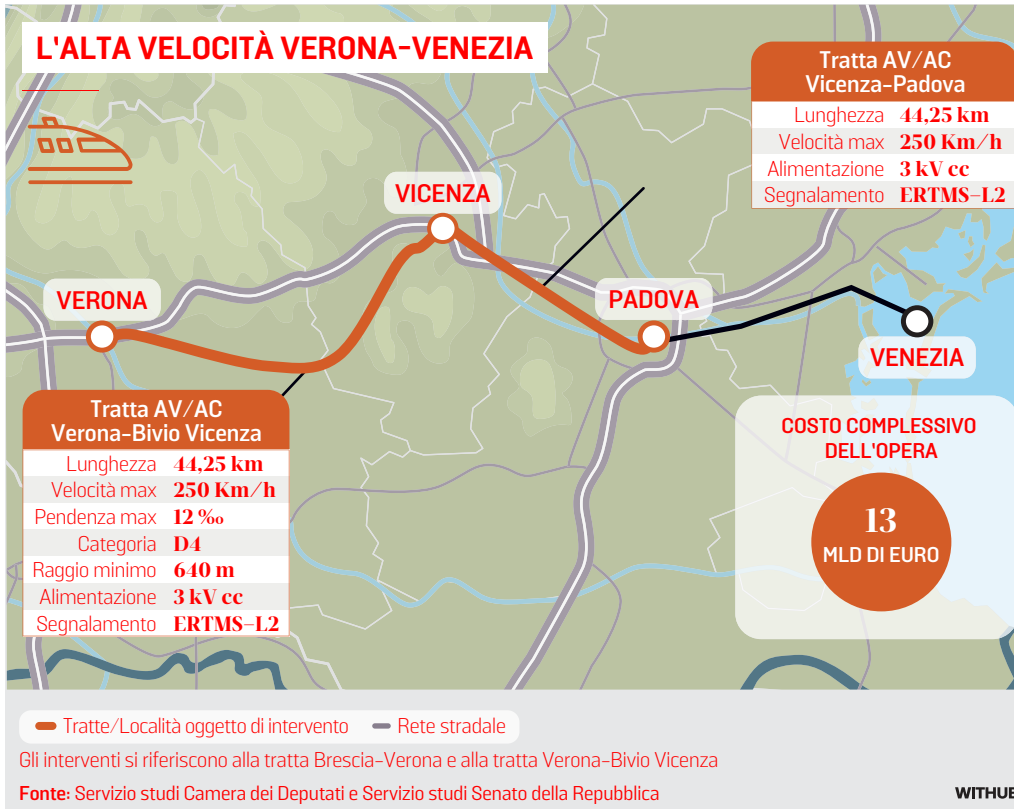 L'ALTA VELOCITÀ VERONA-VENEZIA
Tratta AV/AC
Vicenza-Padova
Lunghezza 44,25 km
Velocità max 250 Km/h
Alimentazione 3 kV cc
Segnalamento ERTMS-L2
VICENZA
VERONA
PADOVA
VENEZIA
Tratta AV/AC
Verona-Bivio Vicenza
Lunghezza 44,25 km
Velocità max 250 Km/h
Pendenza max 12 ‰
Categoria D4
Raggio minimo 640 m
Alimentazione 3 kV cc
Segnalamento ERTMS-L2
COSTO COMPLESSIVO
DELL'OPERA
13
MLD DI EURO
Tratte/Località oggetto di intervento
Rete stradale
Gli interventi si riferiscono alla tratta Brescia-Verona e alla tratta Verona-Bivio Vicenza
Fonte: Servizio studi Camera dei Deputati e Servizio studi Senato della Repubblica
WITHUB